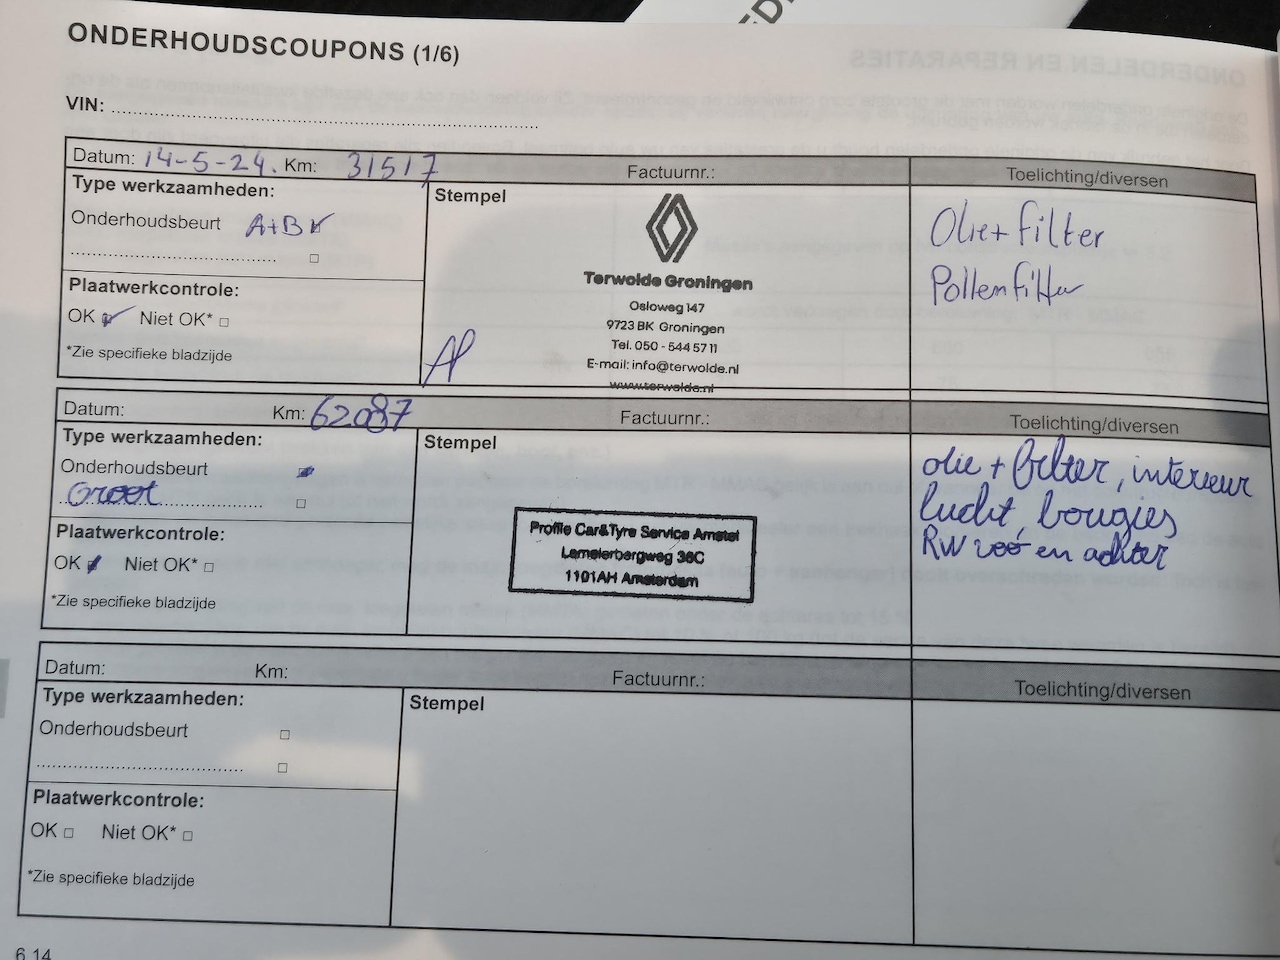 ONDERHOUDSCOUPONS (1/6)
VIN:
Datum: 14-5-24. Km: 31517 Factuurnr.: Toelichting/diversen
Type werkzaamheden:
Onderhoudsbeurt A+B
Plaatwerkcontrole:
OK Niet OK*
*Zie specifieke bladzijde
Stempel
Terwolde Groningen
Osloweg 147
9723 BK Groningen
Tel. 050 - 544 57 11
E-mail: info@terwolde.nl
www.terwolde.nl
Olie+filter
Pollenfilter
Datum: Km: 62087 Factuurnr.: Toelichting/diversen
Type werkzaamheden:
Onderhoudsbeurt
Groot
Plaatwerkcontrole:
OK Niet OK*
*Zie specifieke bladzijde
Stempel
Profile Car&Tyre Service Amstel
Lemelerbergweg 36C
1101AH Amsterdam
olie + filter, interieur
lucht, bougies
RW voó en achter
Datum: Km: Factuurnr.: Toelichting/diversen
Type werkzaamheden:
Onderhoudsbeurt
Plaatwerkcontrole:
OK Niet OK*
*Zie specifieke bladzijde
Stempel
6.14